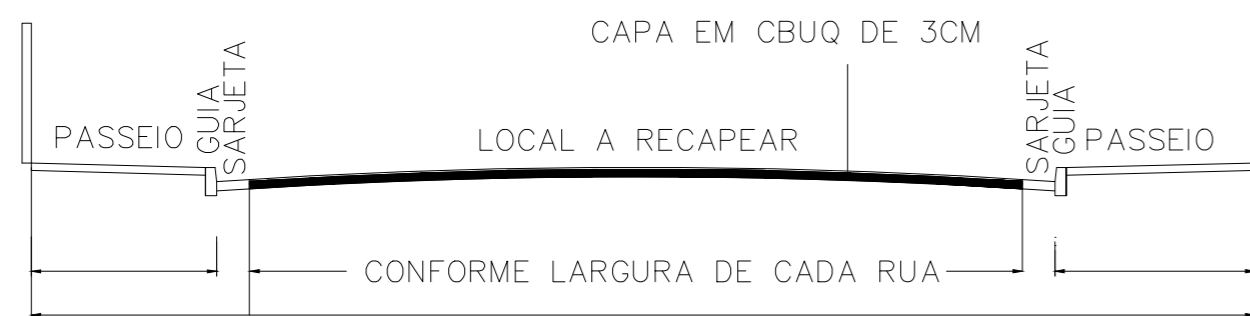 CAPA EM CBUQ DE 3CM
PASSEIO
GUIA
SARJETA
LOCAL A RECAPEAR
SARJETA
GUIA
PASSEIO
CONFORME LARGURA DE CADA RUA